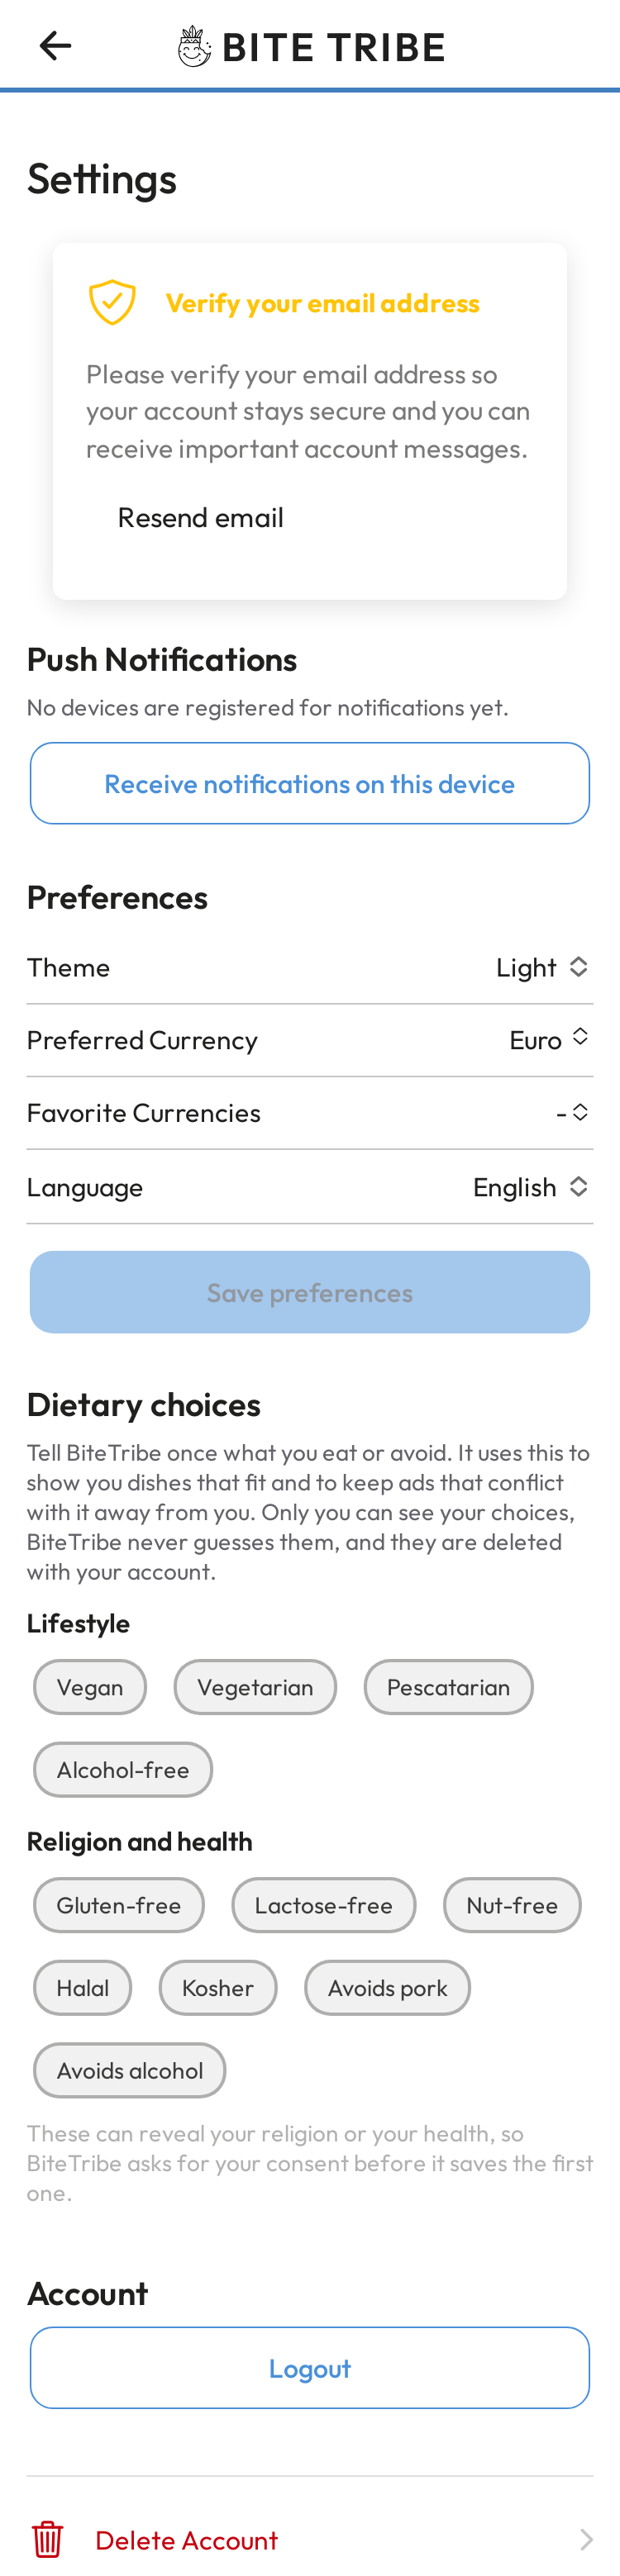 BITE TRIBE
Settings
Verify your email address
Please verify your email address so
your account stays secure and you can
receive important account messages.
Resend email
Push Notifications
No devices are registered for notifications yet.
Receive notifications on this device
Preferences
Theme Light
Preferred Currency Euro
Favorite Currencies -
Language English
Save preferences
Dietary choices
Tell BiteTribe once what you eat or avoid. It uses this to
show you dishes that fit and to keep ads that conflict
with it away from you. Only you can see your choices,
BiteTribe never guesses them, and they are deleted
with your account.
Lifestyle
Vegan Vegetarian Pescatarian
Alcohol-free
Religion and health
Gluten-free Lactose-free Nut-free
Halal Kosher Avoids pork
Avoids alcohol
These can reveal your religion or your health, so
BiteTribe asks for your consent before it saves the first
one.
Account
Logout
Delete Account